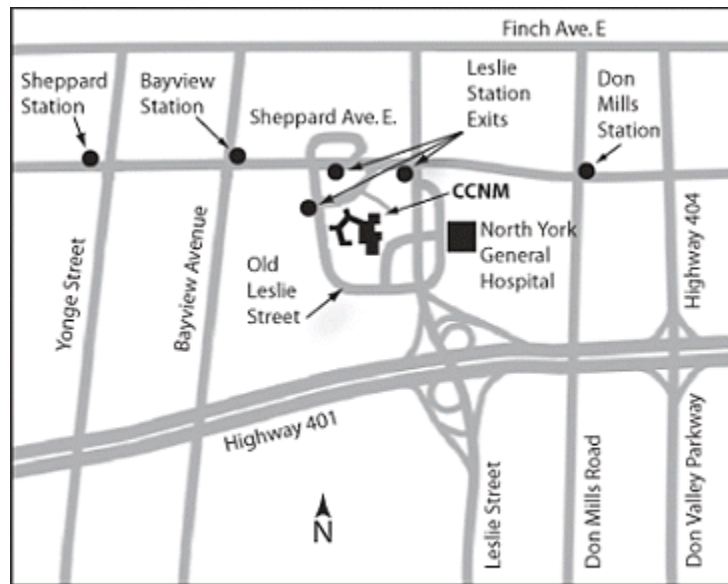 Finch Ave. E
Sheppard
Station
Bayview
Station
Leslie
Station
Exits
Don
Mills
Station
Sheppard Ave. E.
CCNM
North York
General
Hospital
Old
Leslie
Street
Yonge Street
Bayview Avenue
Highway 404
Highway 401
N
Leslie Street
Don Mills Road
Don Valley Parkway